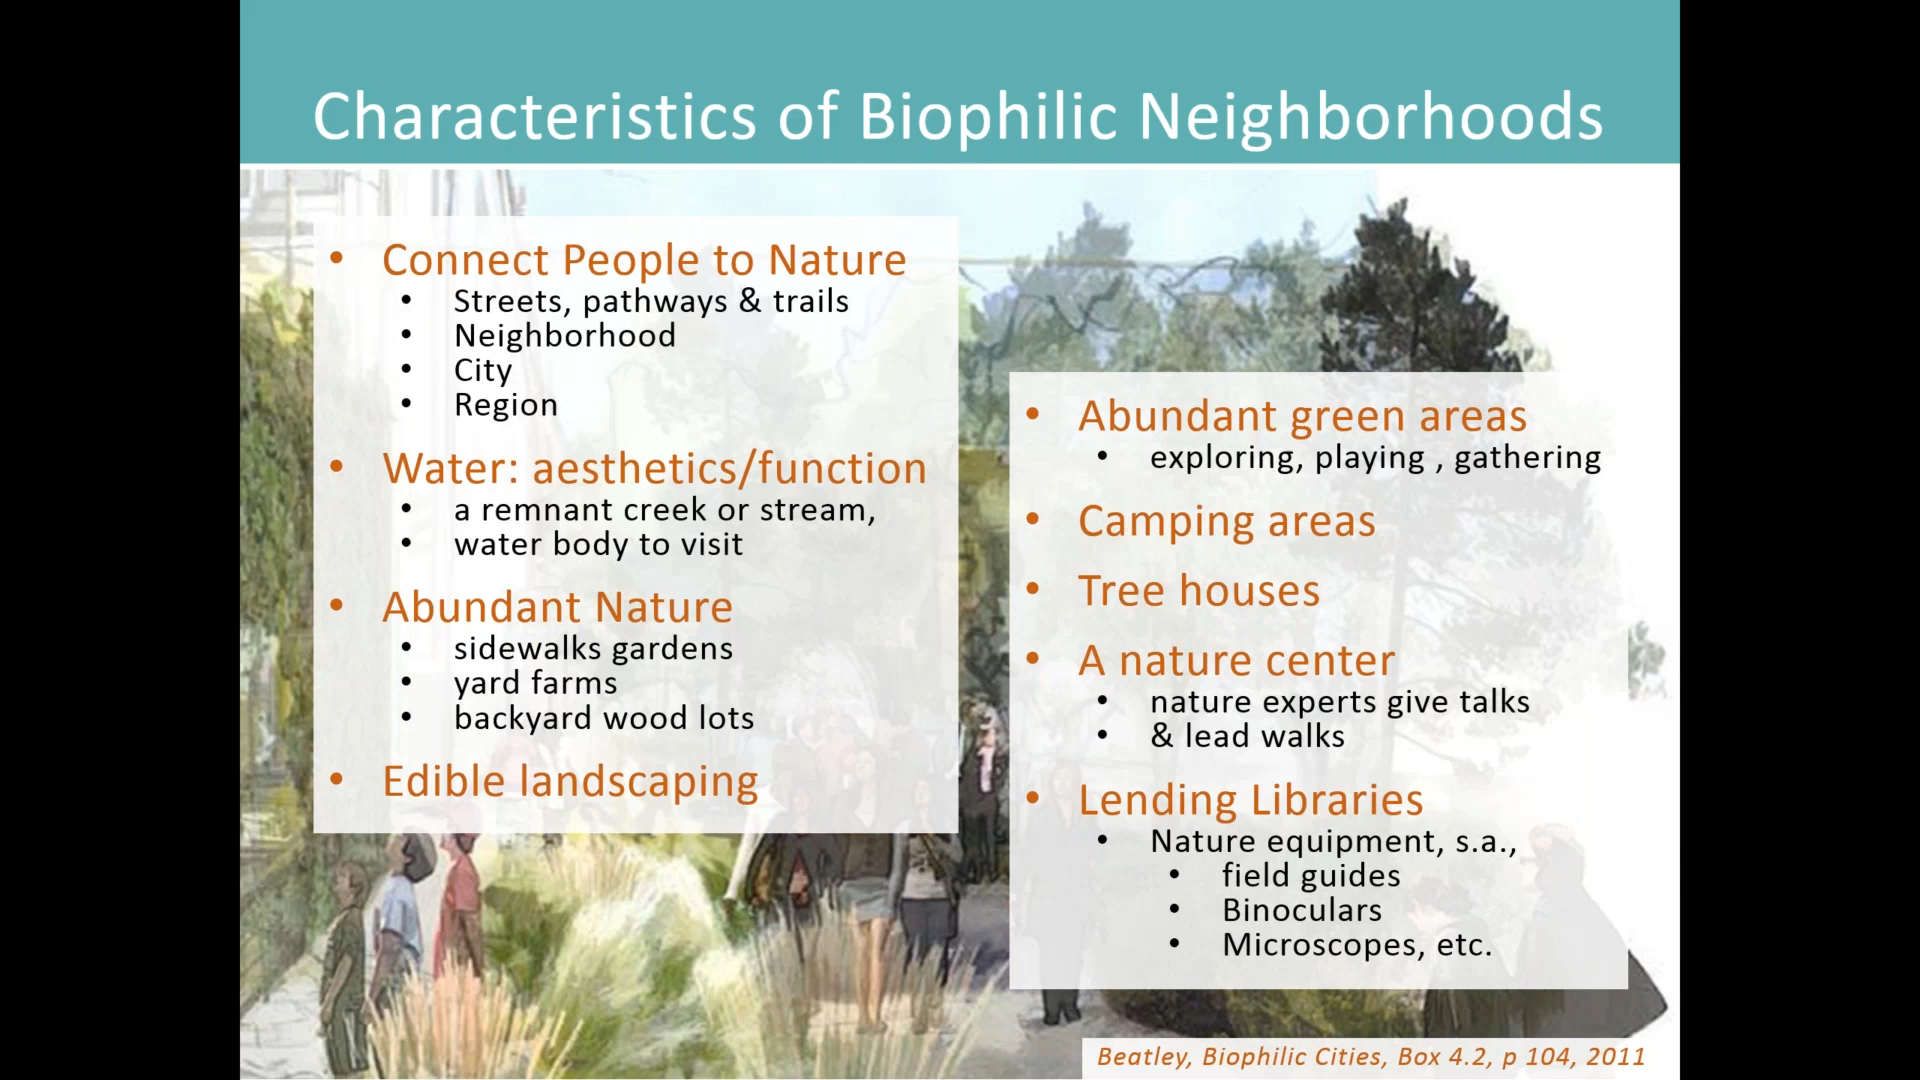 Characteristics of Biophilic Neighborhoods
• Connect People to Nature
• Streets, pathways & trails
• Neighborhood
• City
• Region
• Water: aesthetics/function
• a remnant creek or stream,
• water body to visit
• Abundant Nature
• sidewalks gardens
• yard farms
• backyard wood lots
• Edible landscaping
• Abundant green areas
• exploring, playing , gathering
• Camping areas
• Tree houses
• A nature center
• nature experts give talks
• & lead walks
• Lending Libraries
• Nature equipment, s.a.,
• field guides
• Binoculars
• Microscopes, etc.
Beatley, Biophilic Cities, Box 4.2, p 104, 2011